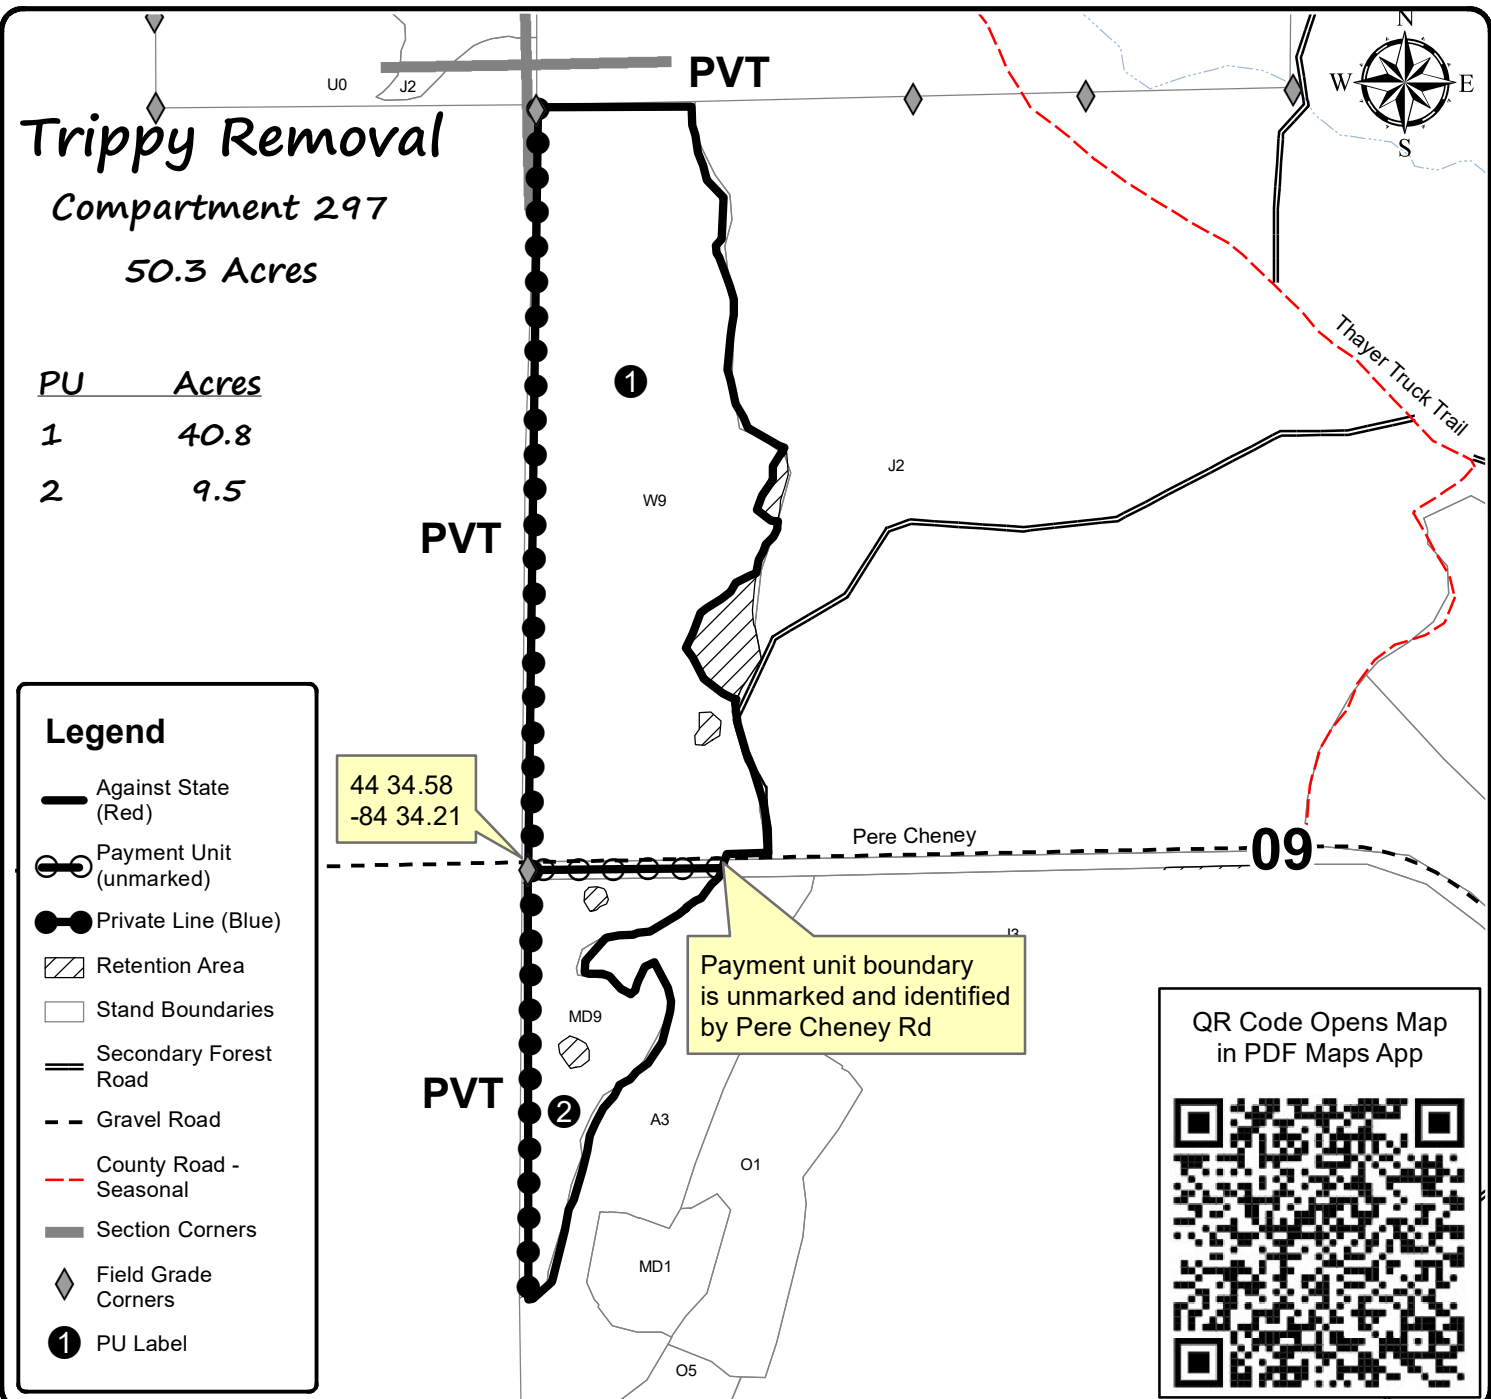 N
W
E
S
PVT
U0
J2
Trippy Removal
Compartment 297
50.3 Acres
PU Acres
1 40.8
2 9.5
1
W9
J2
Thayer Truck Trail
PVT
44 34.58
-84 34.21
Pere Cheney
09
Payment unit boundary
is unmarked and identified
by Pere Cheney Rd
MD9
PVT
2
A3
O1
MD1
O5
Legend
Against State
(Red)
Payment Unit
(unmarked)
Private Line (Blue)
Retention Area
Stand Boundaries
Secondary Forest
Road
Gravel Road
County Road -
Seasonal
Section Corners
Field Grade
Corners
1 PU Label
QR Code Opens Map
in PDF Maps App